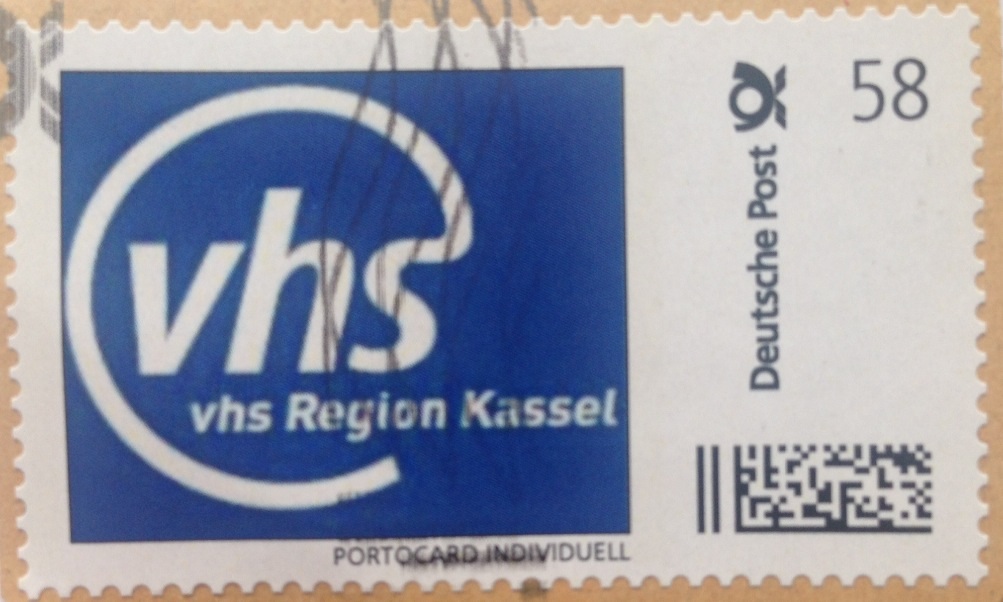 vhs
vhs Region Kassel
PORTOCARD INDIVIDUELL
Deutsche Post
58